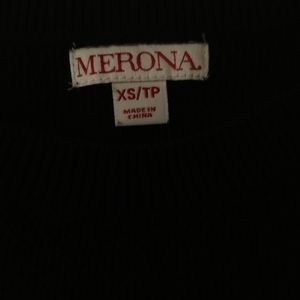 MERONA.
XS/TP
MADE IN
CHINA